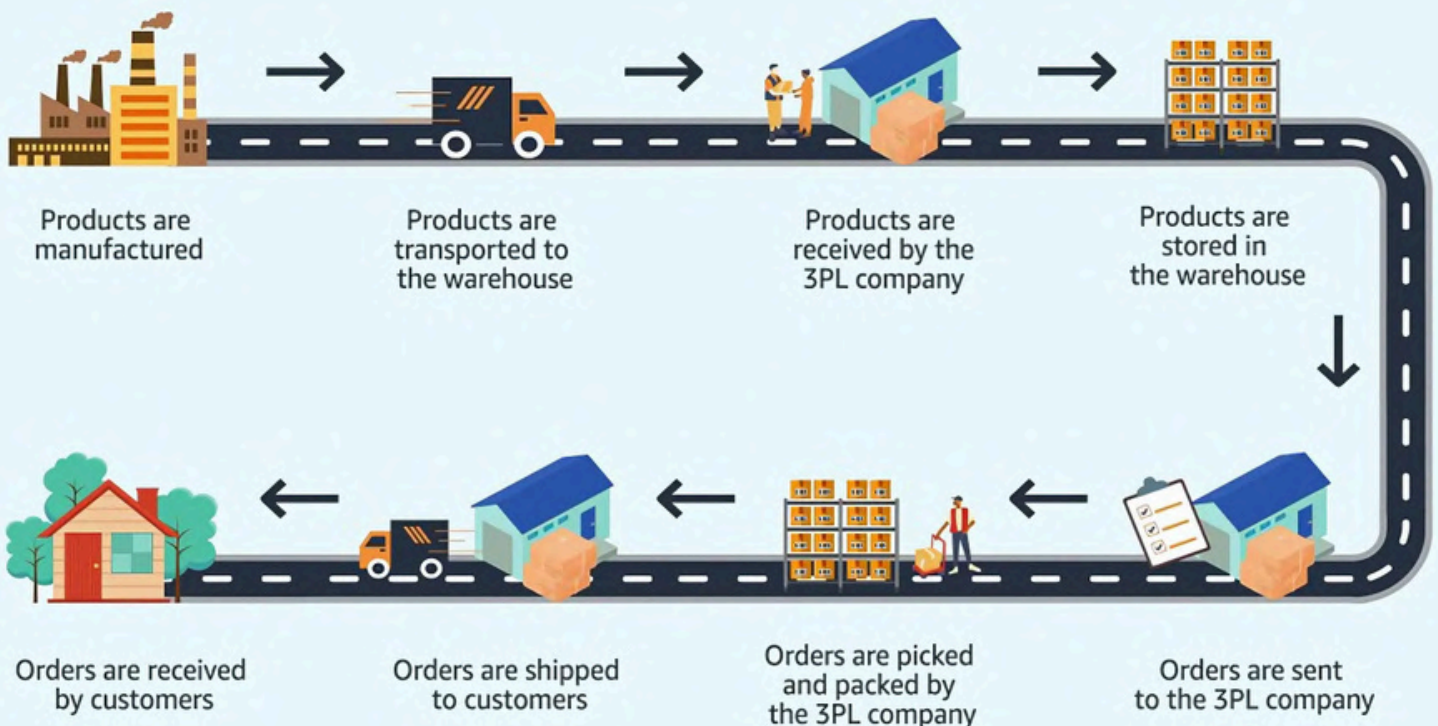 Products are
manufactured
Products are
transported to
the warehouse
Products are
received by the
3PL company
Products are
stored in
the warehouse
Orders are received
by customers
Orders are shipped
to customers
Orders are picked
and packed by
the 3PL company
Orders are sent
to the 3PL company